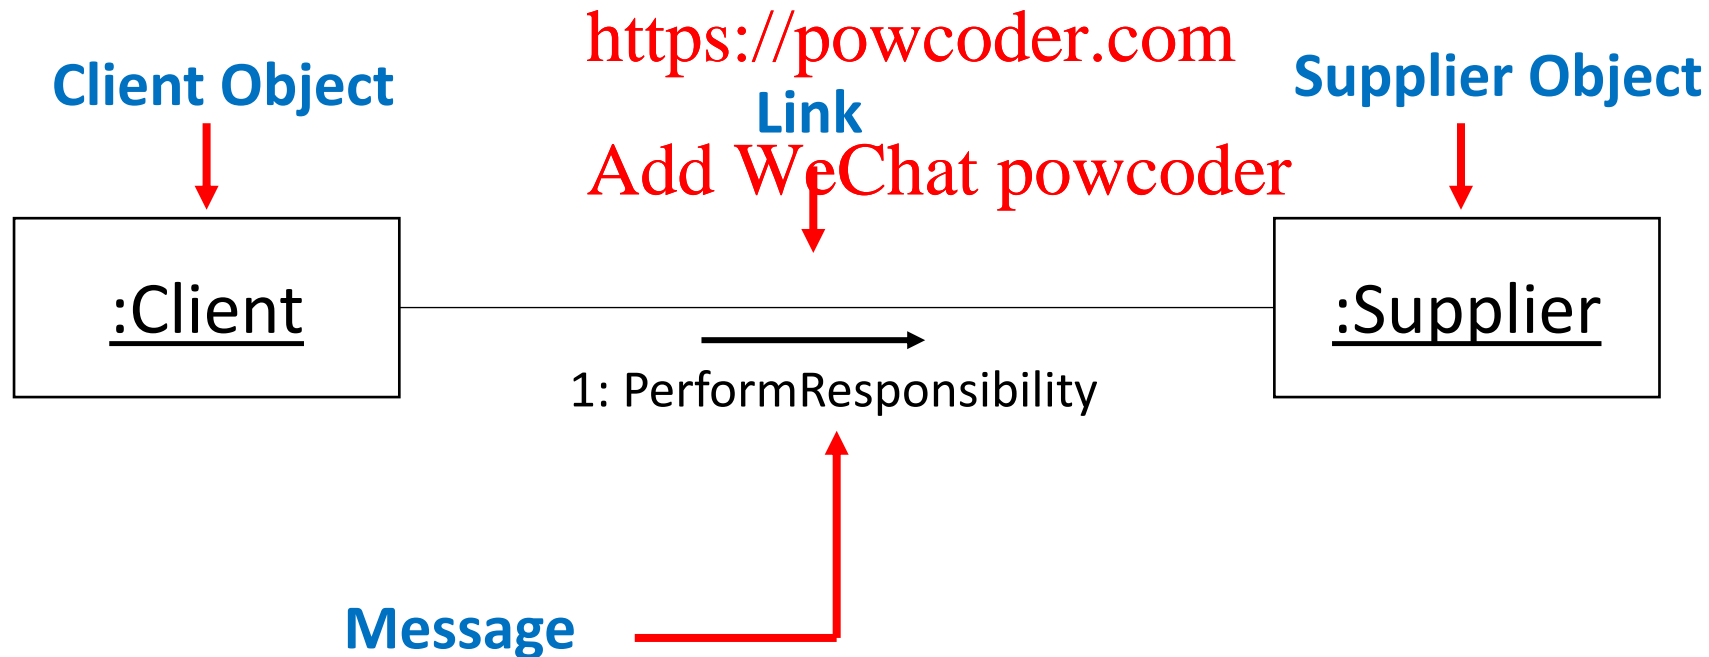 https://powcoder.com
Client Object
Link
Supplier Object
Add WeChat powcoder
:Client
:Supplier
1: PerformResponsibility
Message